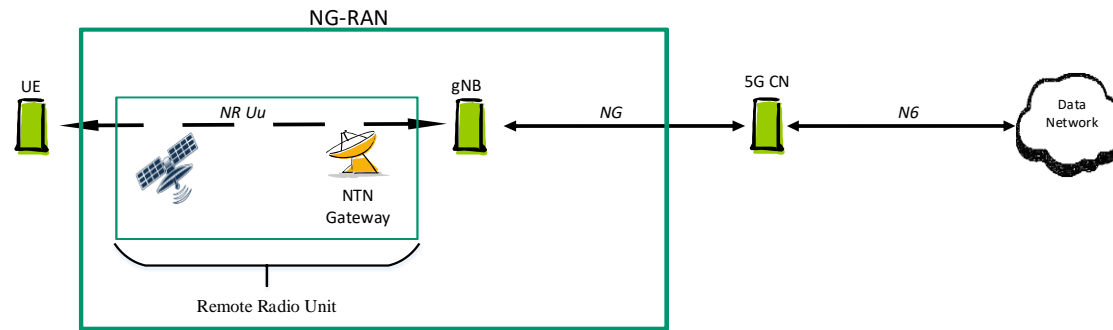 NG-RAN
UE
gNB
5G CN
NR Uu
NG
N6
Data
Network
NTN
Gateway
Remote Radio Unit